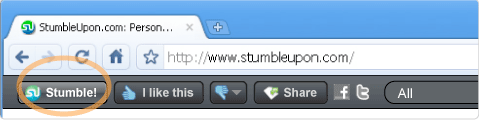 StumbleUpon.com: Person...
http://www.stumbleupon.com/
Stumble! I like this Share All